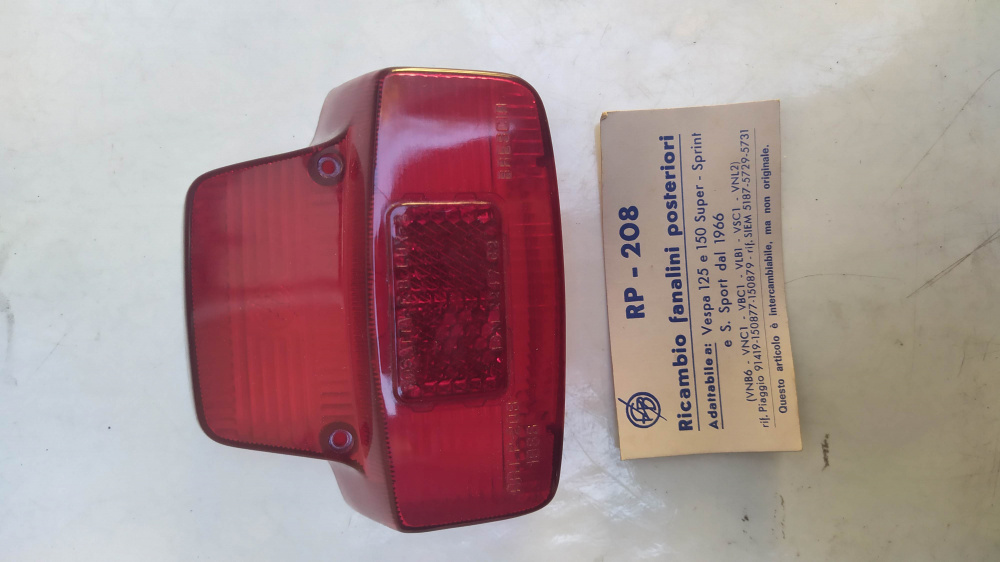 RP - 208
Ricambio fanalini posteriori
Adattabile a: Vespa 125 e 150 Super - Sprint
e S. Sport dal 1966
(VNB6 - VNC1 - VBC1 - VLB1 - VSC1 - VNL2)
rif. Piaggio 91419-150877-150879 - rif. SIEM 5187-5729-5731
Questo articolo è intercambiabile, ma non originale.